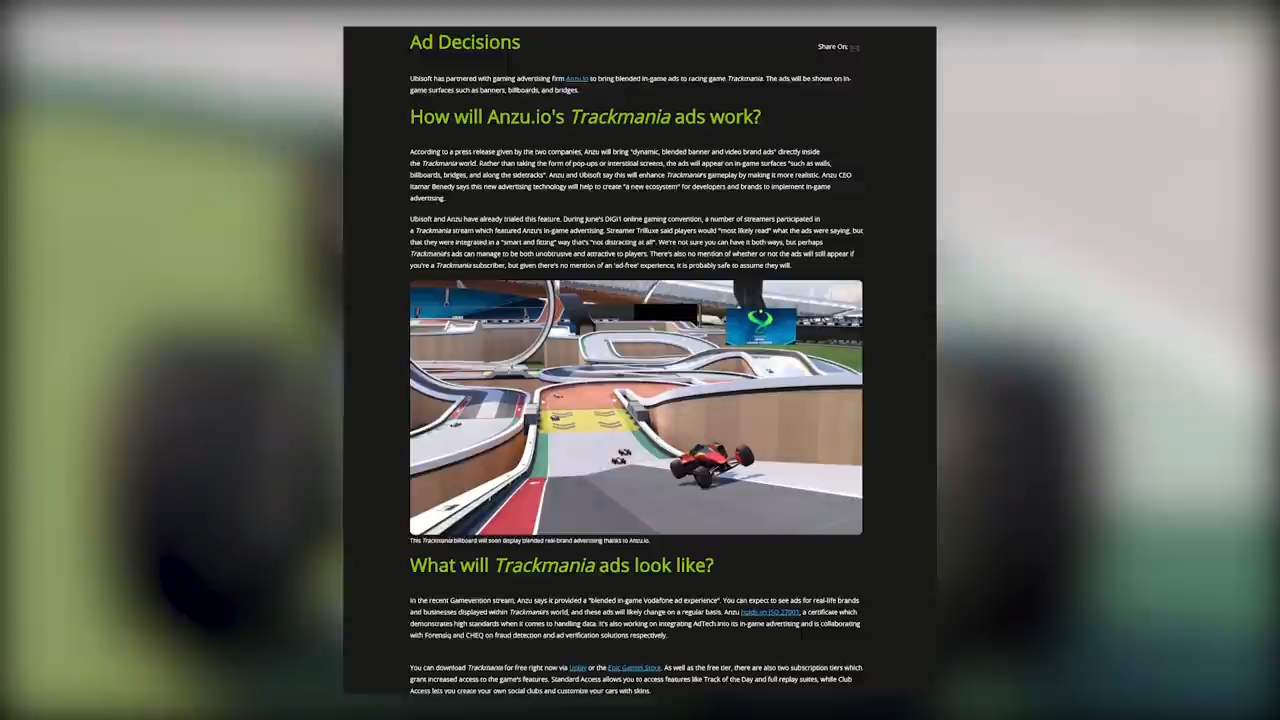 Ad Decisions
Share On:
Ubisoft has partnered with gaming advertising firm Anzu.io to bring blended in-game ads to racing game Trackmania. The ads will be shown on in-
game surfaces such as banners, billboards, and bridges.
How will Anzu.io's Trackmania ads work?
According to a press release given by the two companies, Anzu will bring "dynamic, blended banner and video brand ads" directly inside
the Trackmania world. Rather than taking the form of pop-ups or interstitial screens, the ads will appear on in-game surfaces "such as walls,
billboards, bridges, and along the sidetracks". Anzu and Ubisoft say this will enhance Trackmania's gameplay by making it more realistic. Anzu CEO
Itamar Benedy says this new advertising technology will help to create "a new ecosystem" for developers and brands to implement in-game
advertising.
Ubisoft and Anzu have already trialed this feature. During June's DIGI1 online gaming convention, a number of streamers participated in
a Trackmania stream which featured Anzu's in-game advertising. Streamer Trilluxe said players would "most likely read" what the ads were saying, but
that they were integrated in a "smart and fitting" way that's "not distracting at all". We're not sure you can have it both ways, but perhaps
Trackmania's ads can manage to be both unobtrusive and attractive to players. There's also no mention of whether or not the ads will still appear if
you're a Trackmania subscriber, but given there's no mention of an 'ad-free' experience, it is probably safe to assume they will.
This Trackmania billboard will soon display blended real-brand advertising thanks to Anzu.io.
What will Trackmania ads look like?
In the recent Gamevention stream, Anzu says it provided a "blended in-game Vodafone ad experience". You can expect to see ads for real-life brands
and businesses displayed within Trackmania's world, and these ads will likely change on a regular basis. Anzu holds an ISO 27001, a certificate which
demonstrates high standards when it comes to handling data. It's also working on integrating AdTech into its in-game advertising and is collaborating
with Forensiq and CHEQ on fraud detection and ad verification solutions respectively.
You can download Trackmania for free right now via Uplay or the Epic Games Store. As well as the free tier, there are also two subscription tiers which
grant increased access to the game's features. Standard Access allows you to access features like Track of the Day and full replay suites, while Club
Access lets you create your own social clubs and customize your cars with skins.